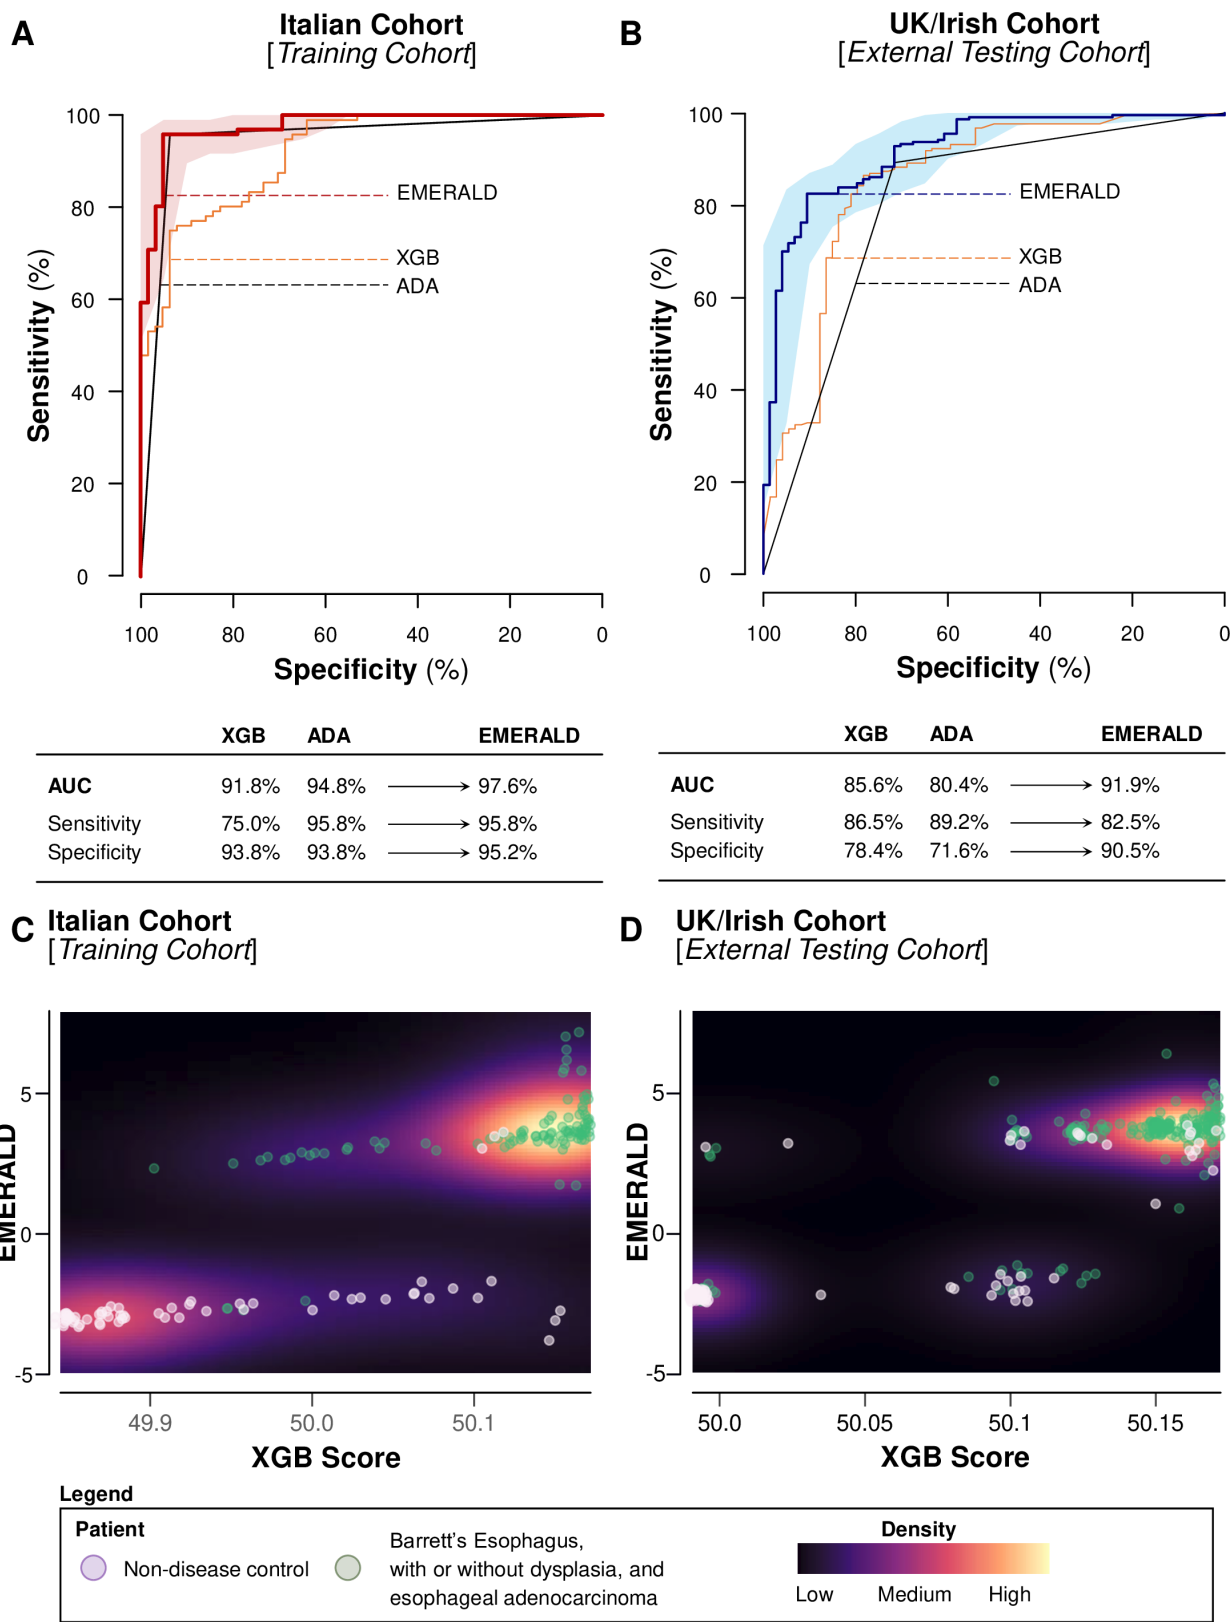 A
Italian Cohort
[Training Cohort]
100
80
60
40
20
0
Sensitivity (%)
EMERALD
XGB
ADA
100 80 60 40 20 0
Specificity (%)
XGB ADA EMERALD
AUC 91.8% 94.8% 97.6%
Sensitivity 75.0% 95.8% 95.8%
Specificity 93.8% 93.8% 95.2%
B
UK/Irish Cohort
[External Testing Cohort]
100
80
60
40
20
0
Sensitivity (%)
EMERALD
XGB
ADA
100 80 60 40 20 0
Specificity (%)
XGB ADA EMERALD
AUC 85.6% 80.4% 91.9%
Sensitivity 86.5% 89.2% 82.5%
Specificity 78.4% 71.6% 90.5%
C
Italian Cohort
[Training Cohort]
5
0
-5
EMERALD
49.9 50.0 50.1
XGB Score
D
UK/Irish Cohort
[External Testing Cohort]
5
0
-5
EMERALD
50.0 50.05 50.1 50.15
XGB Score
Legend
Patient
Non-disease control
Barrett's Esophagus,
with or without dysplasia, and
esophageal adenocarcinoma
Density
Low Medium High